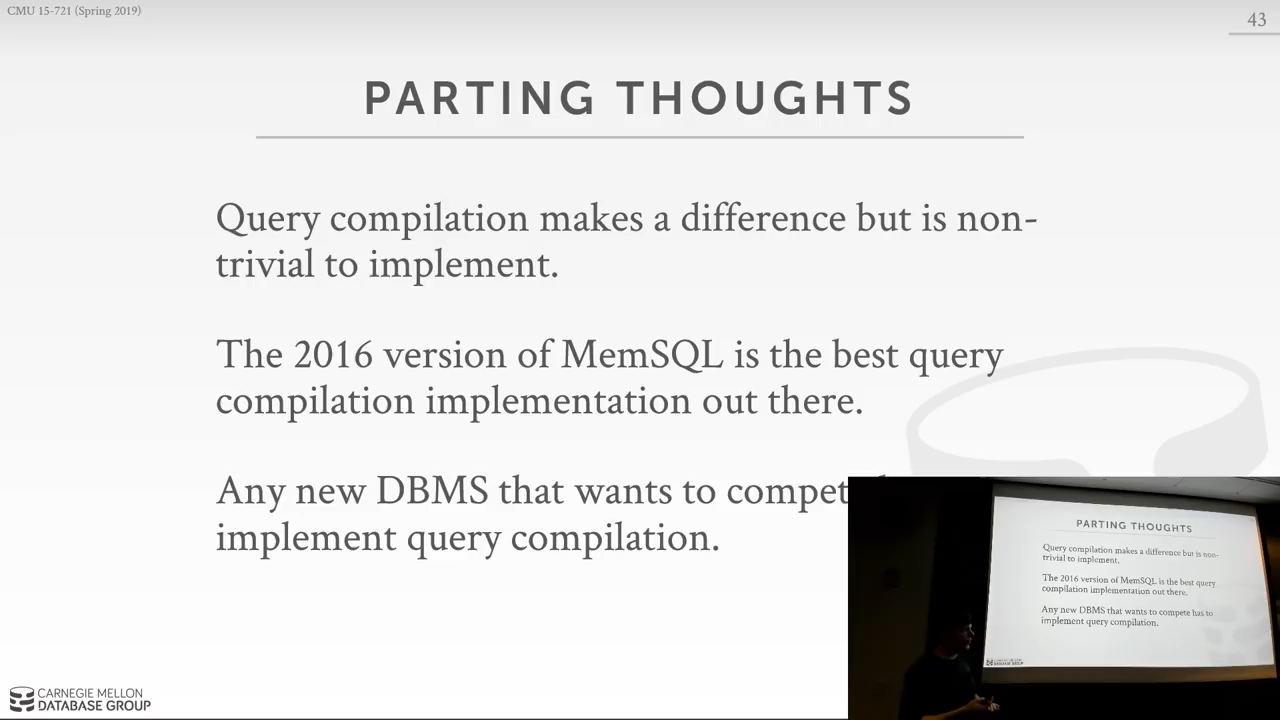 CMU 15-721 (Spring 2019)
43
PARTING THOUGHTS
Query compilation makes a difference but is non-
trivial to implement.
The 2016 version of MemSQL is the best query
compilation implementation out there.
Any new DBMS that wants to compet
implement query compilation.
CARNEGIE MELLON
DATABASE GROUP
PARTING THOUGHTS
Query compilation makes a difference but is non-
trivial to implement.
The 2016 version of MemSQL is the best query
compilation implementation out there.
Any new DBMS that wants to compete has to
implement query compilation.
CARNEGIE MELLON
DATABASE GROUP